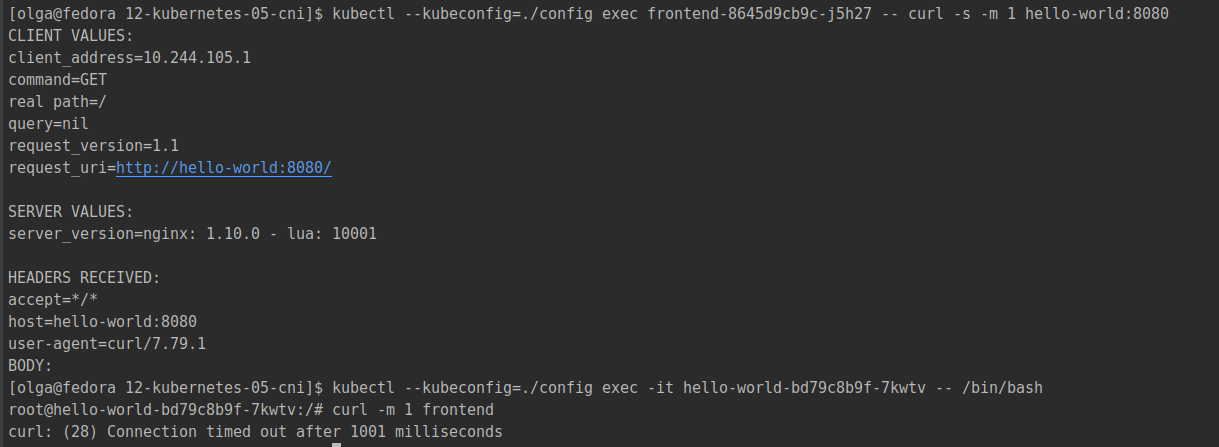 [olga@fedora 12-kubernetes-05-cni]$ kubectl --kubeconfig=./config exec frontend-8645d9cb9c-j5h27 -- curl -s -m 1 hello-world:8080
CLIENT VALUES:
client_address=10.244.105.1
command=GET
real path=/
query=nil
request_version=1.1
request_uri=http://hello-world:8080/

SERVER VALUES:
server_version=nginx: 1.10.0 - lua: 10001

HEADERS RECEIVED:
accept=*/*
host=hello-world:8080
user-agent=curl/7.79.1
BODY:
[olga@fedora 12-kubernetes-05-cni]$ kubectl --kubeconfig=./config exec -it hello-world-bd79c8b9f-7kwtv -- /bin/bash
root@hello-world-bd79c8b9f-7kwtv:/# curl -m 1 frontend
curl: (28) Connection timed out after 1001 milliseconds